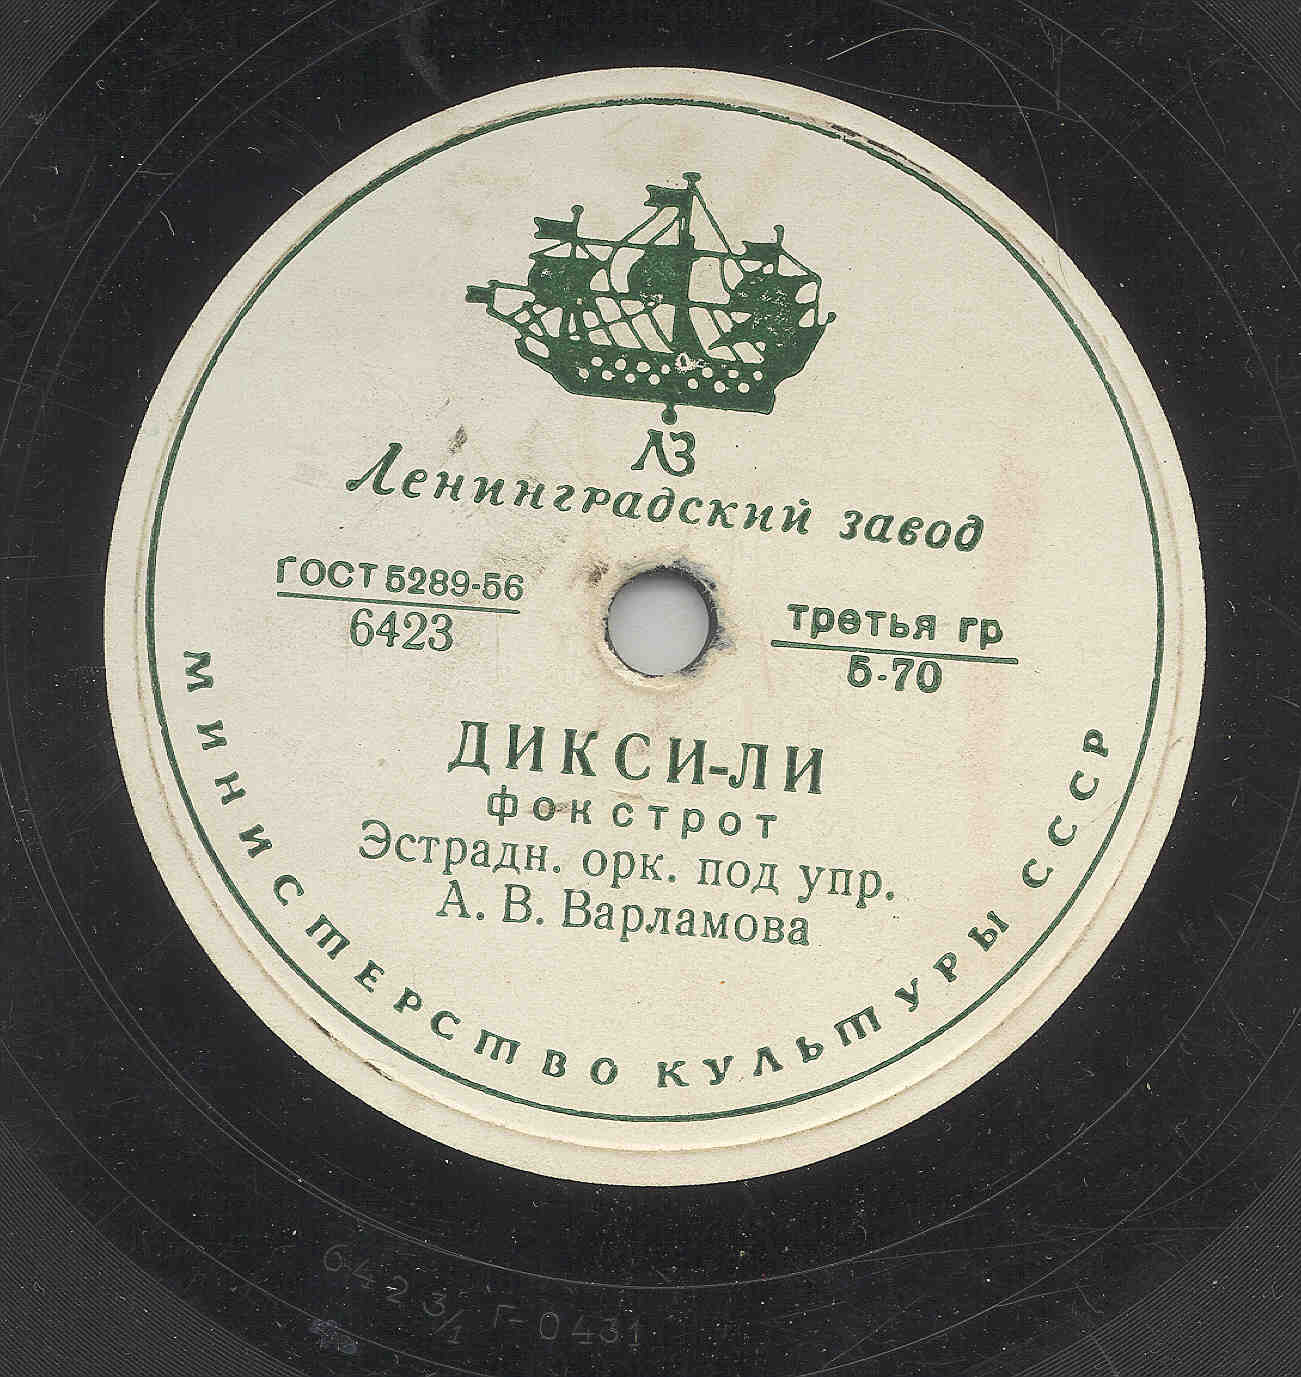 ЛЗ
Ленинградский завод
ГОСТ 5289-56
6423
третья гр
Б-70
ДИКСИ-ЛИ
фокстрот
Эстрадн. орк. под упр.
А. В. Варламова
МИНИСТЕРСТВО КУЛЬТУРЫ СССР
6423/1 Г-0431